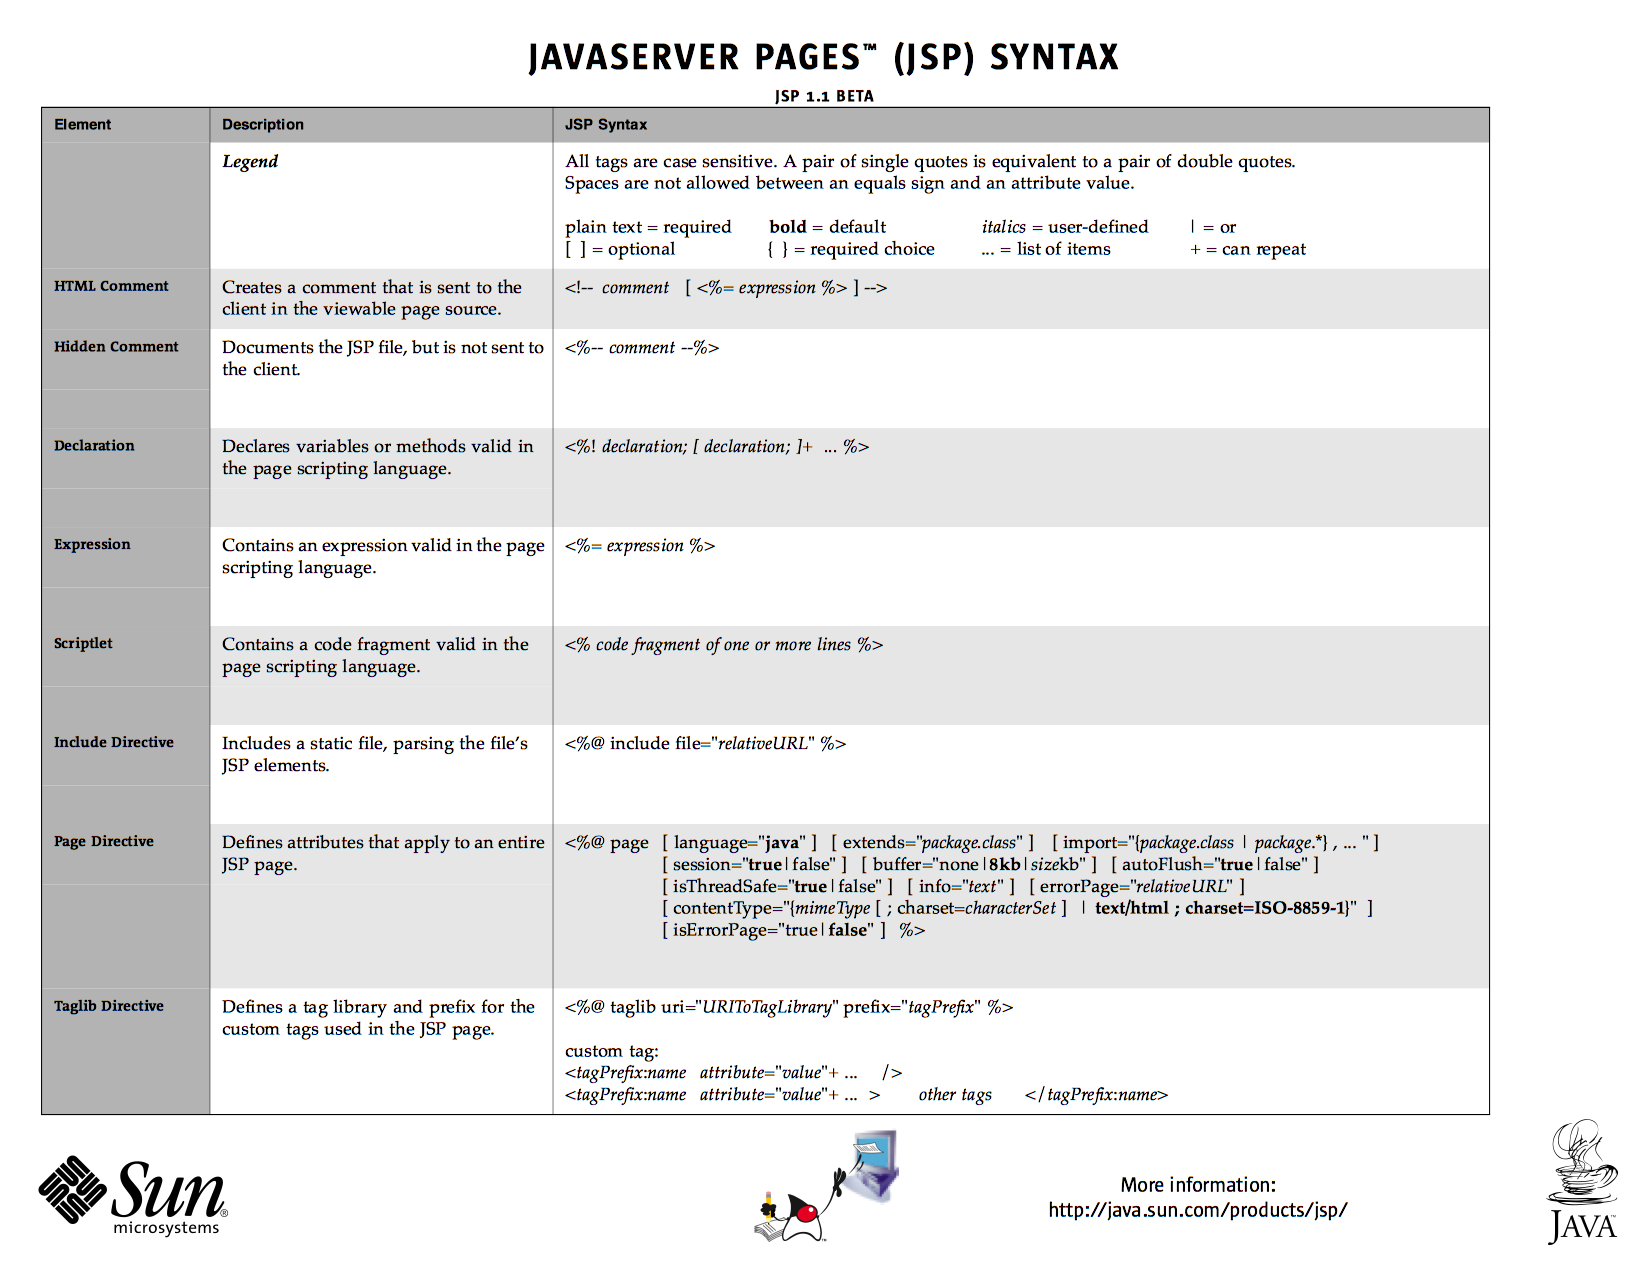 JAVASERVER PAGES™ (JSP) SYNTAX
JSP 1.1 BETA
Element Description JSP Syntax
Legend
All tags are case sensitive. A pair of single quotes is equivalent to a pair of double quotes.
Spaces are not allowed between an equals sign and an attribute value.
plain text = required bold = default italics = user-defined | = or
[ ] = optional { } = required choice ... = list of items + = can repeat
HTML Comment
Creates a comment that is sent to the
client in the viewable page source.
<!-- comment [ <%= expression %> ] -->
Hidden Comment
Documents the JSP file, but is not sent to
the client.
<%-- comment --%>
Declaration
Declares variables or methods valid in
the page scripting language.
<%! declaration; [ declaration; ]+ ... %>
Expression
Contains an expression valid in the page
scripting language.
<%= expression %>
Scriptlet
Contains a code fragment valid in the
page scripting language.
<% code fragment of one or more lines %>
Include Directive
Includes a static file, parsing the file's
JSP elements.
<%@ include file="relativeURL" %>
Page Directive
Defines attributes that apply to an entire
JSP page.
<%@ page [ language="java" ] [ extends="package.class" ] [ import="{package.class | package.*} , ... " ]
[ session="true|false" ] [ buffer="none|8kb|sizekb" ] [ autoFlush="true|false" ]
[ isThreadSafe="true|false" ] [ info="text" ] [ errorPage="relativeURL" ]
[ contentType="{mimeType [ ; charset=characterSet ] | text/html ; charset=ISO-8859-1}" ]
[ isErrorPage="true|false" ] %>
Taglib Directive
Defines a tag library and prefix for the
custom tags used in the JSP page.
<%@ taglib uri="URIToTagLibrary" prefix="tagPrefix" %>
custom tag:
<tagPrefix:name attribute="value"+ ... />
<tagPrefix:name attribute="value"+ ... > other tags </tagPrefix:name>
Sun®
microsystems
™
More information:
http://java.sun.com/products/jsp/
JAVA™